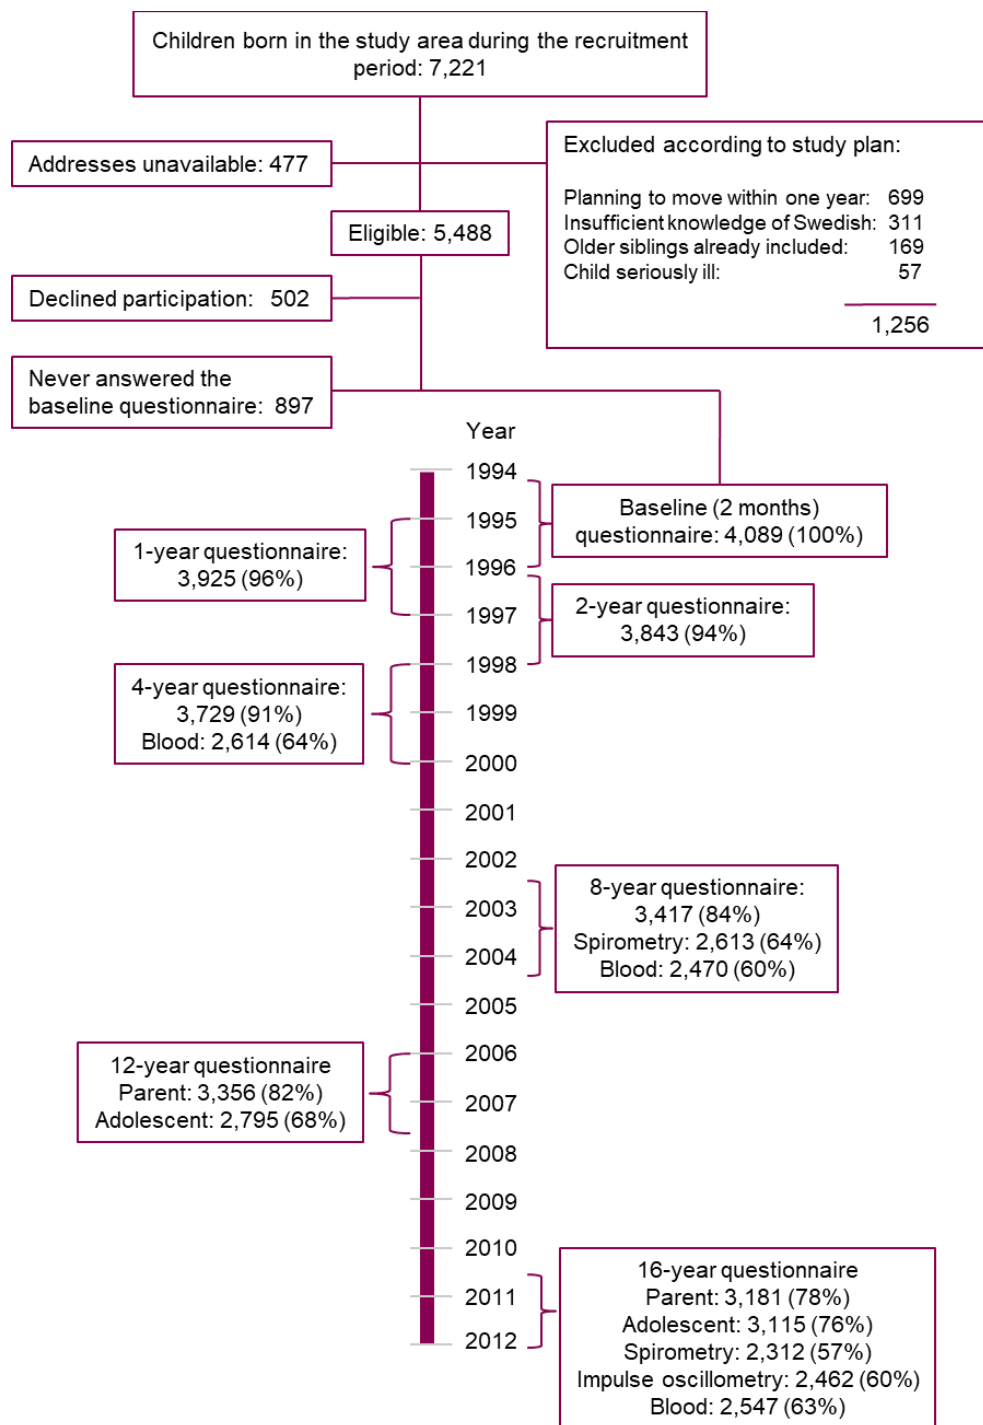 Children born in the study area during the recruitment
period: 7,221
Addresses unavailable: 477
Excluded according to study plan:
Planning to move within one year: 699
Insufficient knowledge of Swedish: 311
Older siblings already included: 169
Child seriously ill: 57
1,256
Eligible: 5,488
Declined participation: 502
Never answered the
baseline questionnaire: 897
Year
1994
Baseline (2 months)
questionnaire: 4,089 (100%)
1995
1-year questionnaire:
3,925 (96%)
1996
2-year questionnaire:
3,843 (94%)
1997
1998
4-year questionnaire:
3,729 (91%)
Blood: 2,614 (64%)
1999
2000
2001
2002
8-year questionnaire:
3,417 (84%)
Spirometry: 2,613 (64%)
Blood: 2,470 (60%)
2003
2004
2005
2006
12-year questionnaire
Parent: 3,356 (82%)
Adolescent: 2,795 (68%)
2007
2008
2009
2010
16-year questionnaire
Parent: 3,181 (78%)
Adolescent: 3,115 (76%)
Spirometry: 2,312 (57%)
Impulse oscillometry: 2,462 (60%)
Blood: 2,547 (63%)
2011
2012